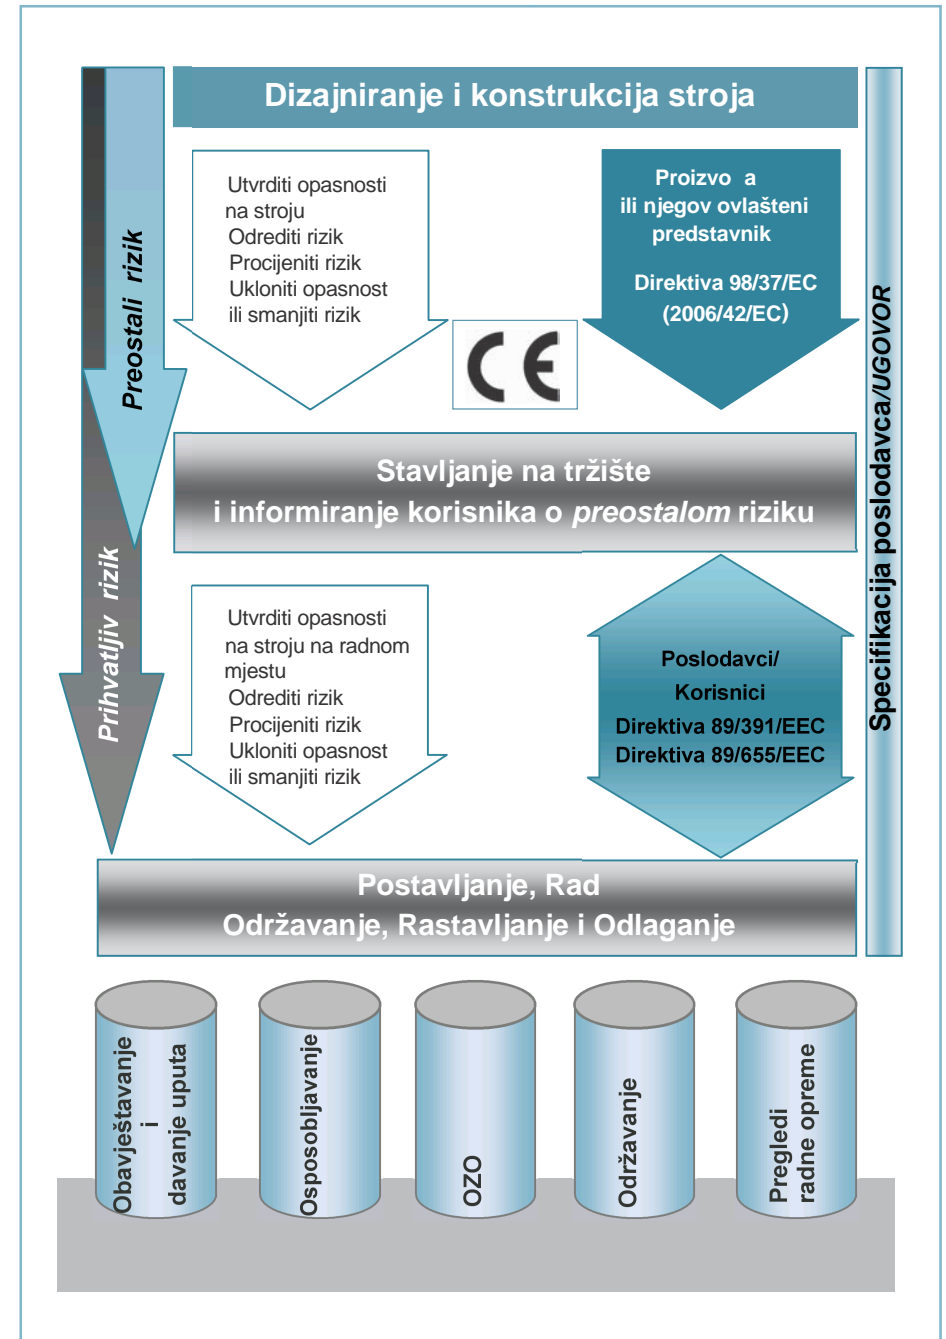 Dizajniranje i konstrukcija stroja
Utvrditi opasnosti
na stroju
Odrediti rizik
Procijeniti rizik
Ukloniti opasnost
ili smanjiti rizik
Proizvo a
ili njegov ovlašteni
predstavnik
Direktiva 98/37/EC
(2006/42/EC)
CE
Preostali rizik
Prihvatljiv rizik
Specifikacija poslodavca/UGOVOR
Stavljanje na tržište
i informiranje korisnika o preostalom riziku
Utvrditi opasnosti
na stroju na radnom
mjestu
Odrediti rizik
Procijeniti rizik
Ukloniti opasnost
ili smanjiti rizik
Poslodavci/
Korisnici
Direktiva 89/391/EEC
Direktiva 89/655/EEC
Postavljanje, Rad
Održavanje, Rastavljanje i Odlaganje
Obavještavanje
i
davanje uputa
Osposobljavanje
OZO
Održavanje
Pregledi
radne opreme